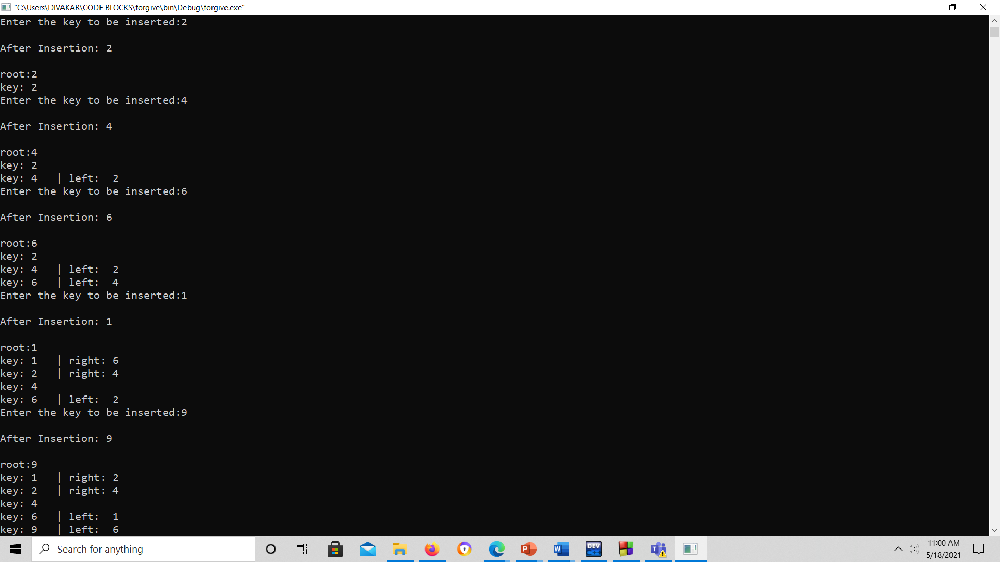 "C:\Users\DIVAKAR\CODE BLOCKS\forgive\bin\Debug\forgive.exe"
Enter the key to be inserted:2
After Insertion: 2
root:2
key: 2
Enter the key to be inserted:4
After Insertion: 4
root:4
key: 2
key: 4   | left:  2
Enter the key to be inserted:6
After Insertion: 6
root:6
key: 2
key: 4   | left:  2
key: 6   | left:  4
Enter the key to be inserted:1
After Insertion: 1
root:1
key: 1   | right: 6
key: 2   | right: 4
key: 4
key: 6   | left:  2
Enter the key to be inserted:9
After Insertion: 9
root:9
key: 1   | right: 2
key: 2   | right: 4
key: 4
key: 6   | left:  1
key: 9   | left:  6
Search for anything
P
W
DEV
C++
T
11:00 AM
5/18/2021